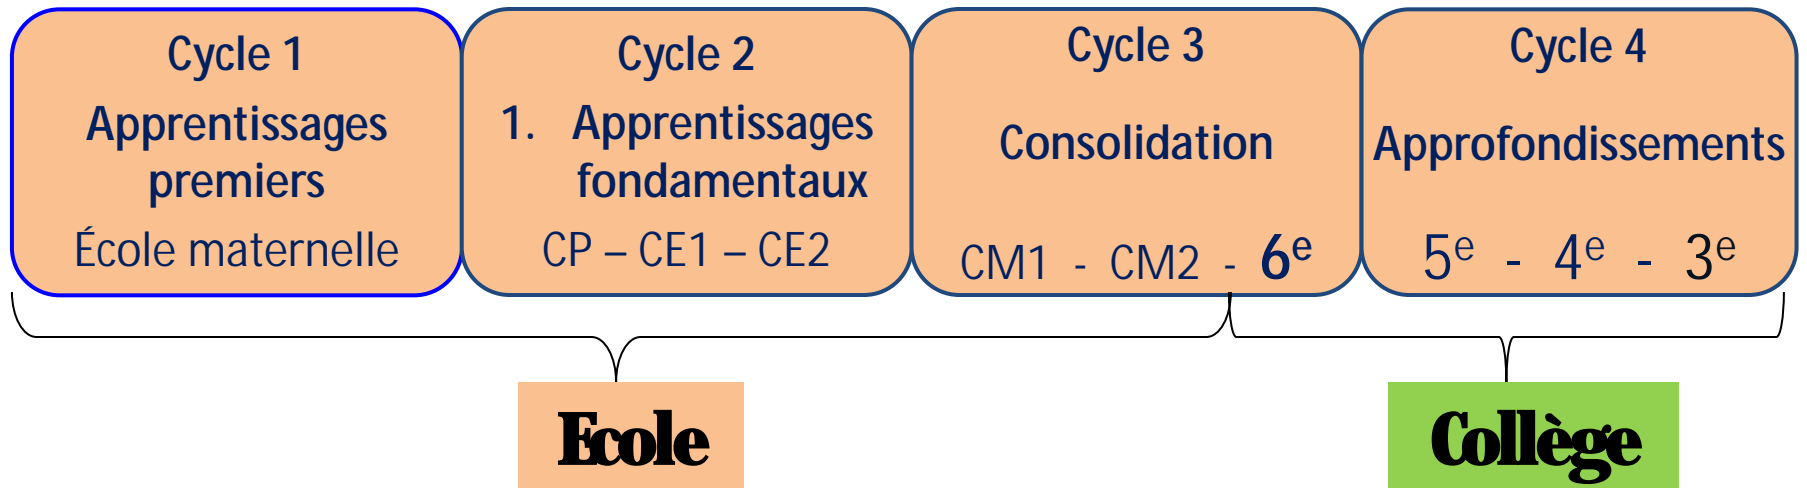 Cycle 1
Apprentissages
premiers
École maternelle
Cycle 2
1. Apprentissages
fondamentaux
CP – CE1 – CE2
Cycle 3
Consolidation
CM1 - CM2 - 6e
Cycle 4
Approfondissements
5e - 4e - 3e
Ecole
Collège